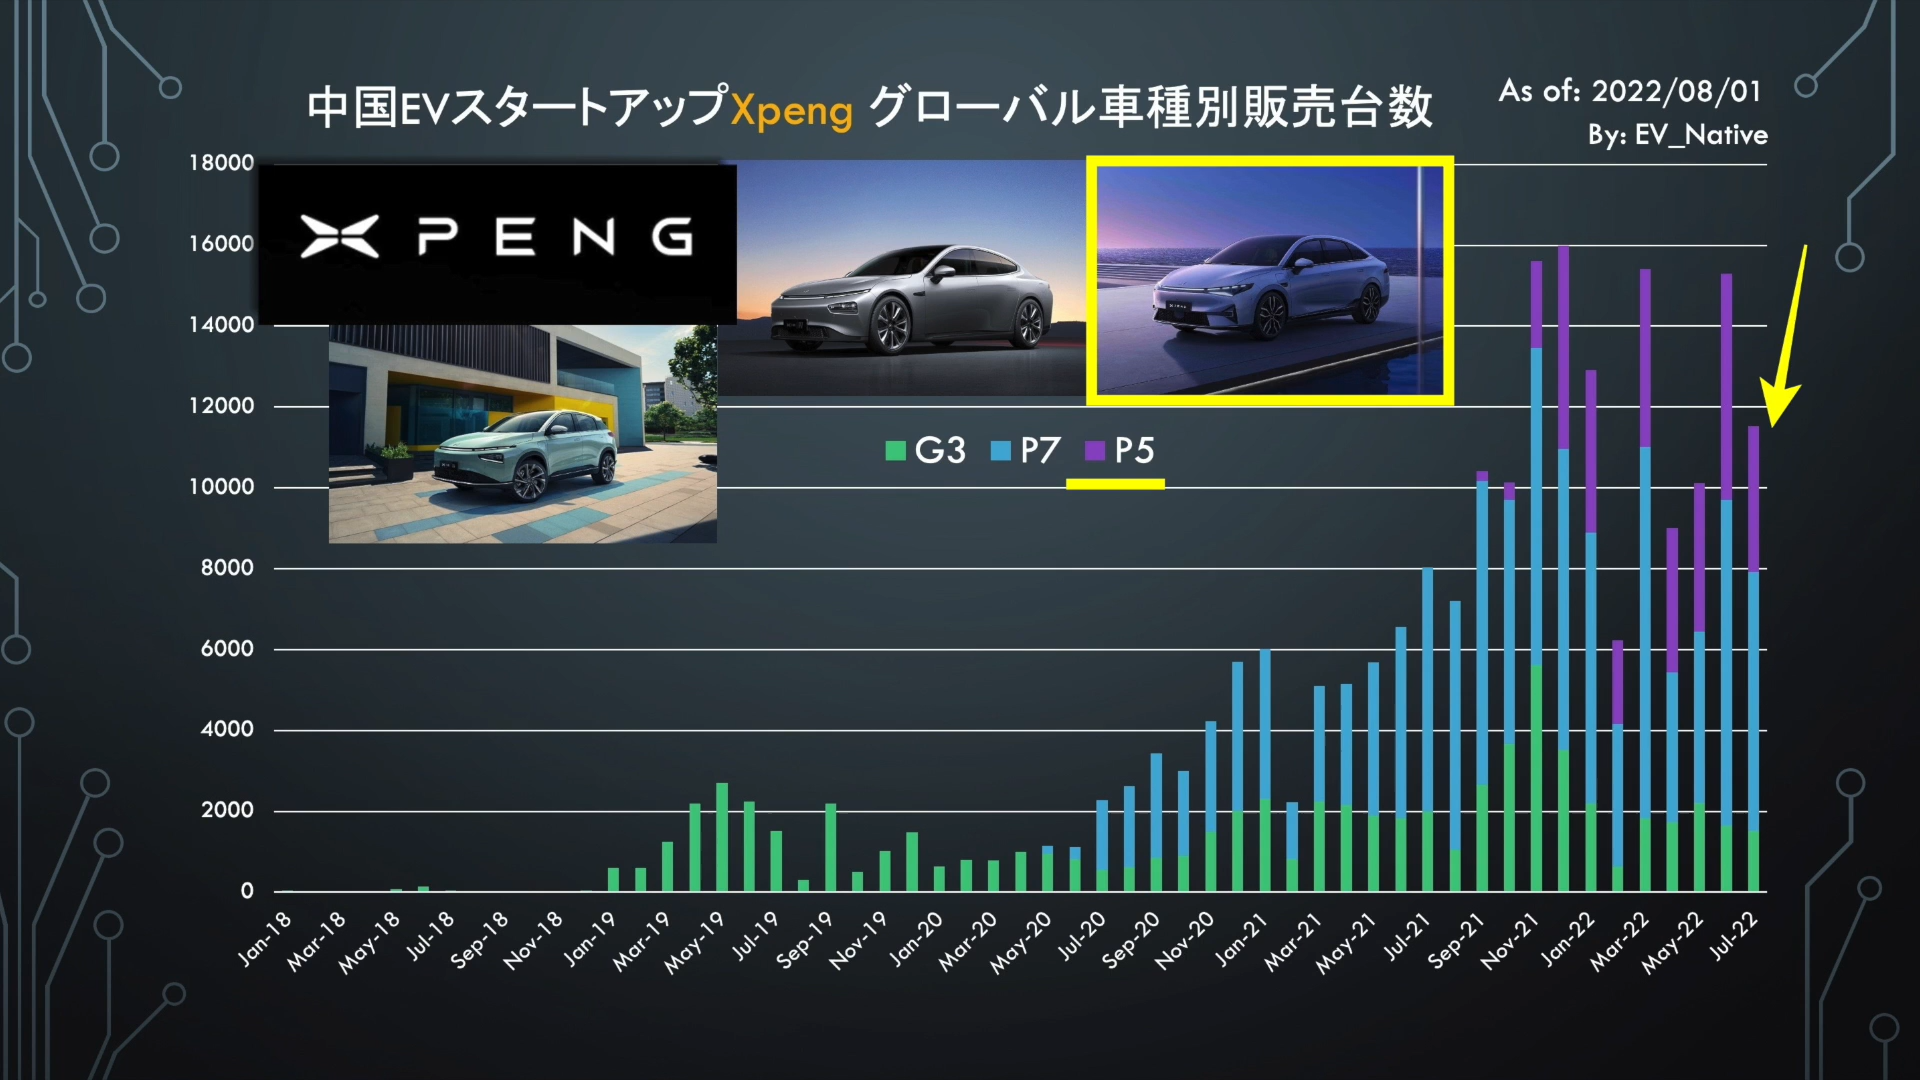 中国EVスタートアップXpeng グローバル車種別販売台数
As of: 2022/08/01
By: EV_Native
XPENG
18000
16000
14000
12000
10000
8000
6000
4000
2000
0
G3 P7 P5
Jan-18 Mar-18 May-18 Jul-18 Sep-18 Nov-18 Jan-19 Mar-19 May-19 Jul-19 Sep-19 Nov-19 Jan-20 Mar-20 May-20 Jul-20 Sep-20 Nov-20 Jan-21 Mar-21 May-21 Jul-21 Sep-21 Nov-21 Jan-22 Mar-22 May-22 Jul-22